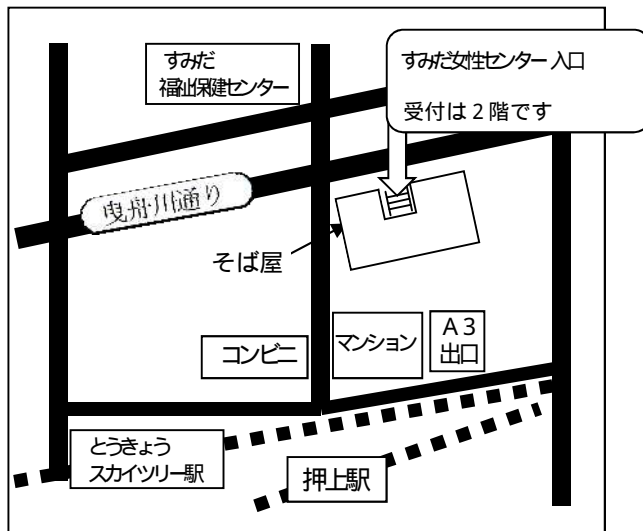 すみだ
福祉保健センター
すみだ女性センター入口
受付は2階です
曳舟川通り
そば屋
コンビニ
マンション
A3
出口
とうきょう
スカイツリー駅
押上駅